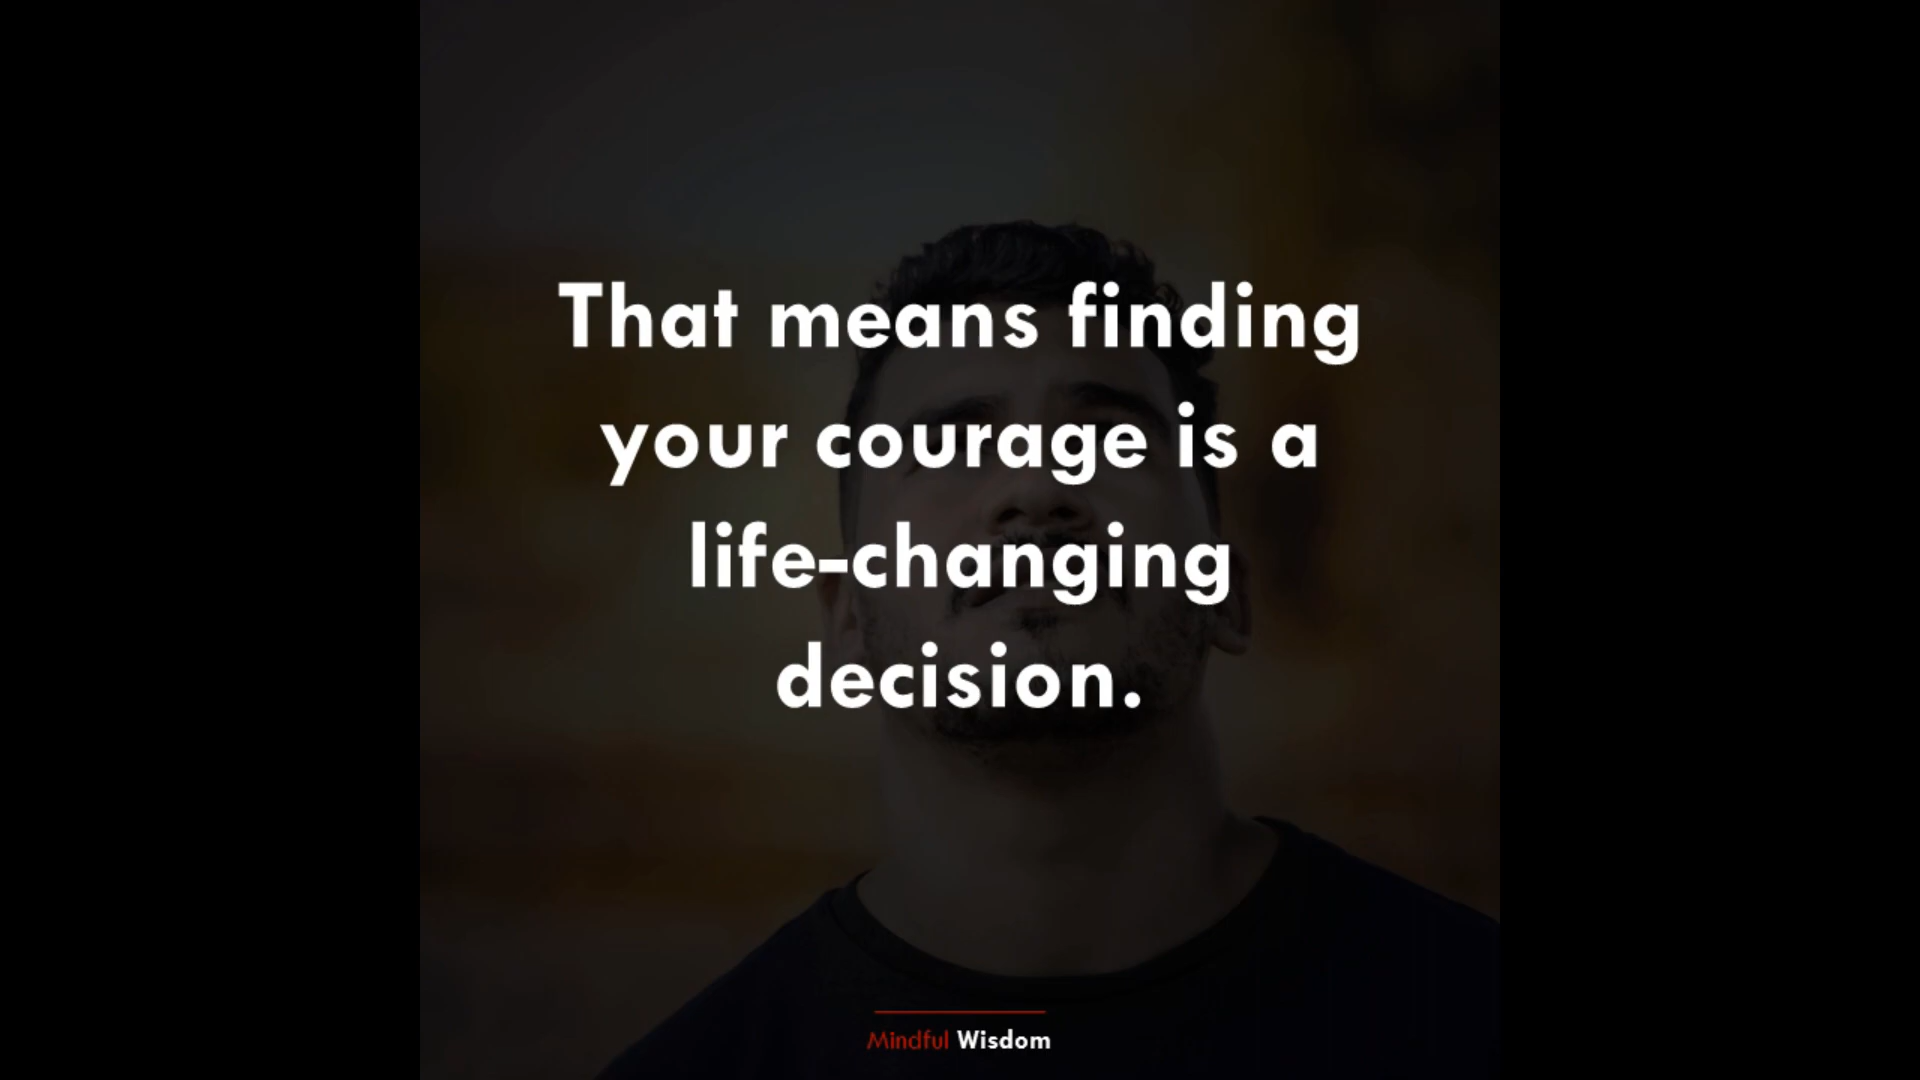 That means finding
your courage is a
life-changing
decision.
Mindful Wisdom